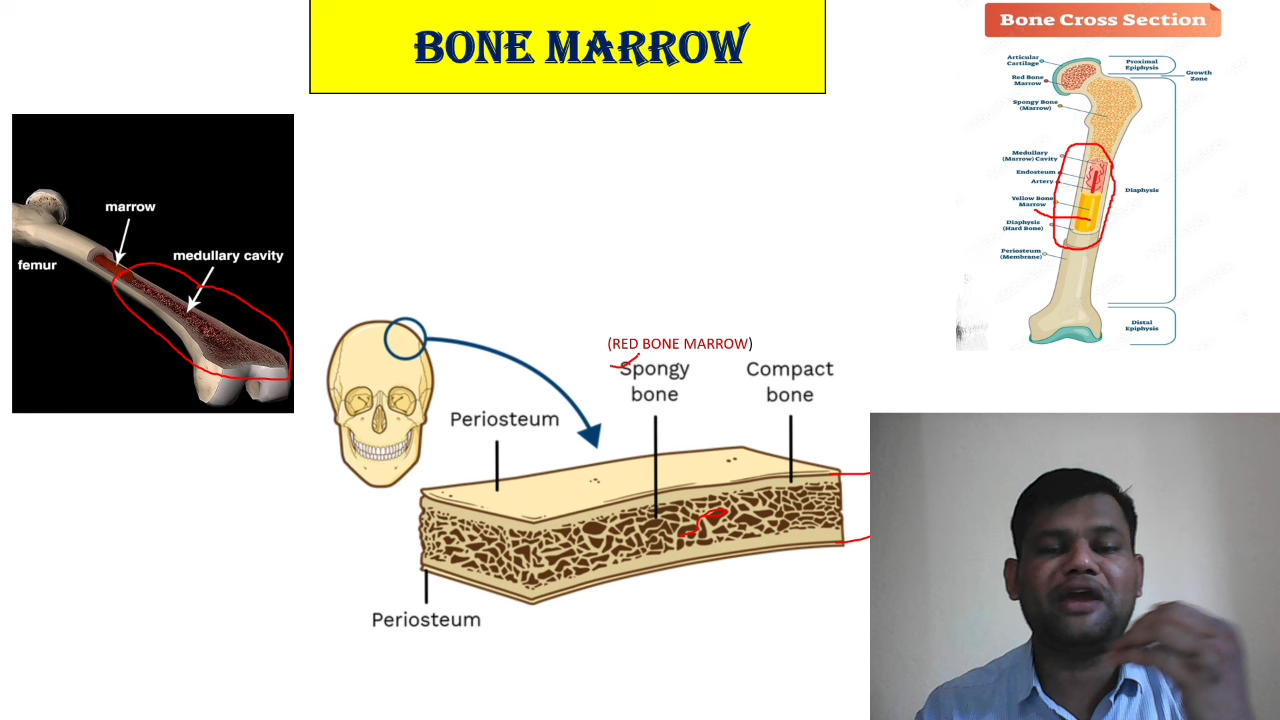 BONE MARROW
marrow
medullary cavity
femur
(RED BONE MARROW)
Spongy
bone
Compact
bone
Periosteum
Periosteum
Bone Cross Section
Articular
Cartilage
Red Bone
Marrow
Spongy Bone
(Marrow)
Medullary
(Marrow) Cavity
Endosteum
Artery
Yellow Bone
Marrow
Diaphysis
(Hard Bone)
Periosteum
(Membrane)
Proximal
Epiphysis
Growth
Zone
Diaphysis
Distal
Epiphysis